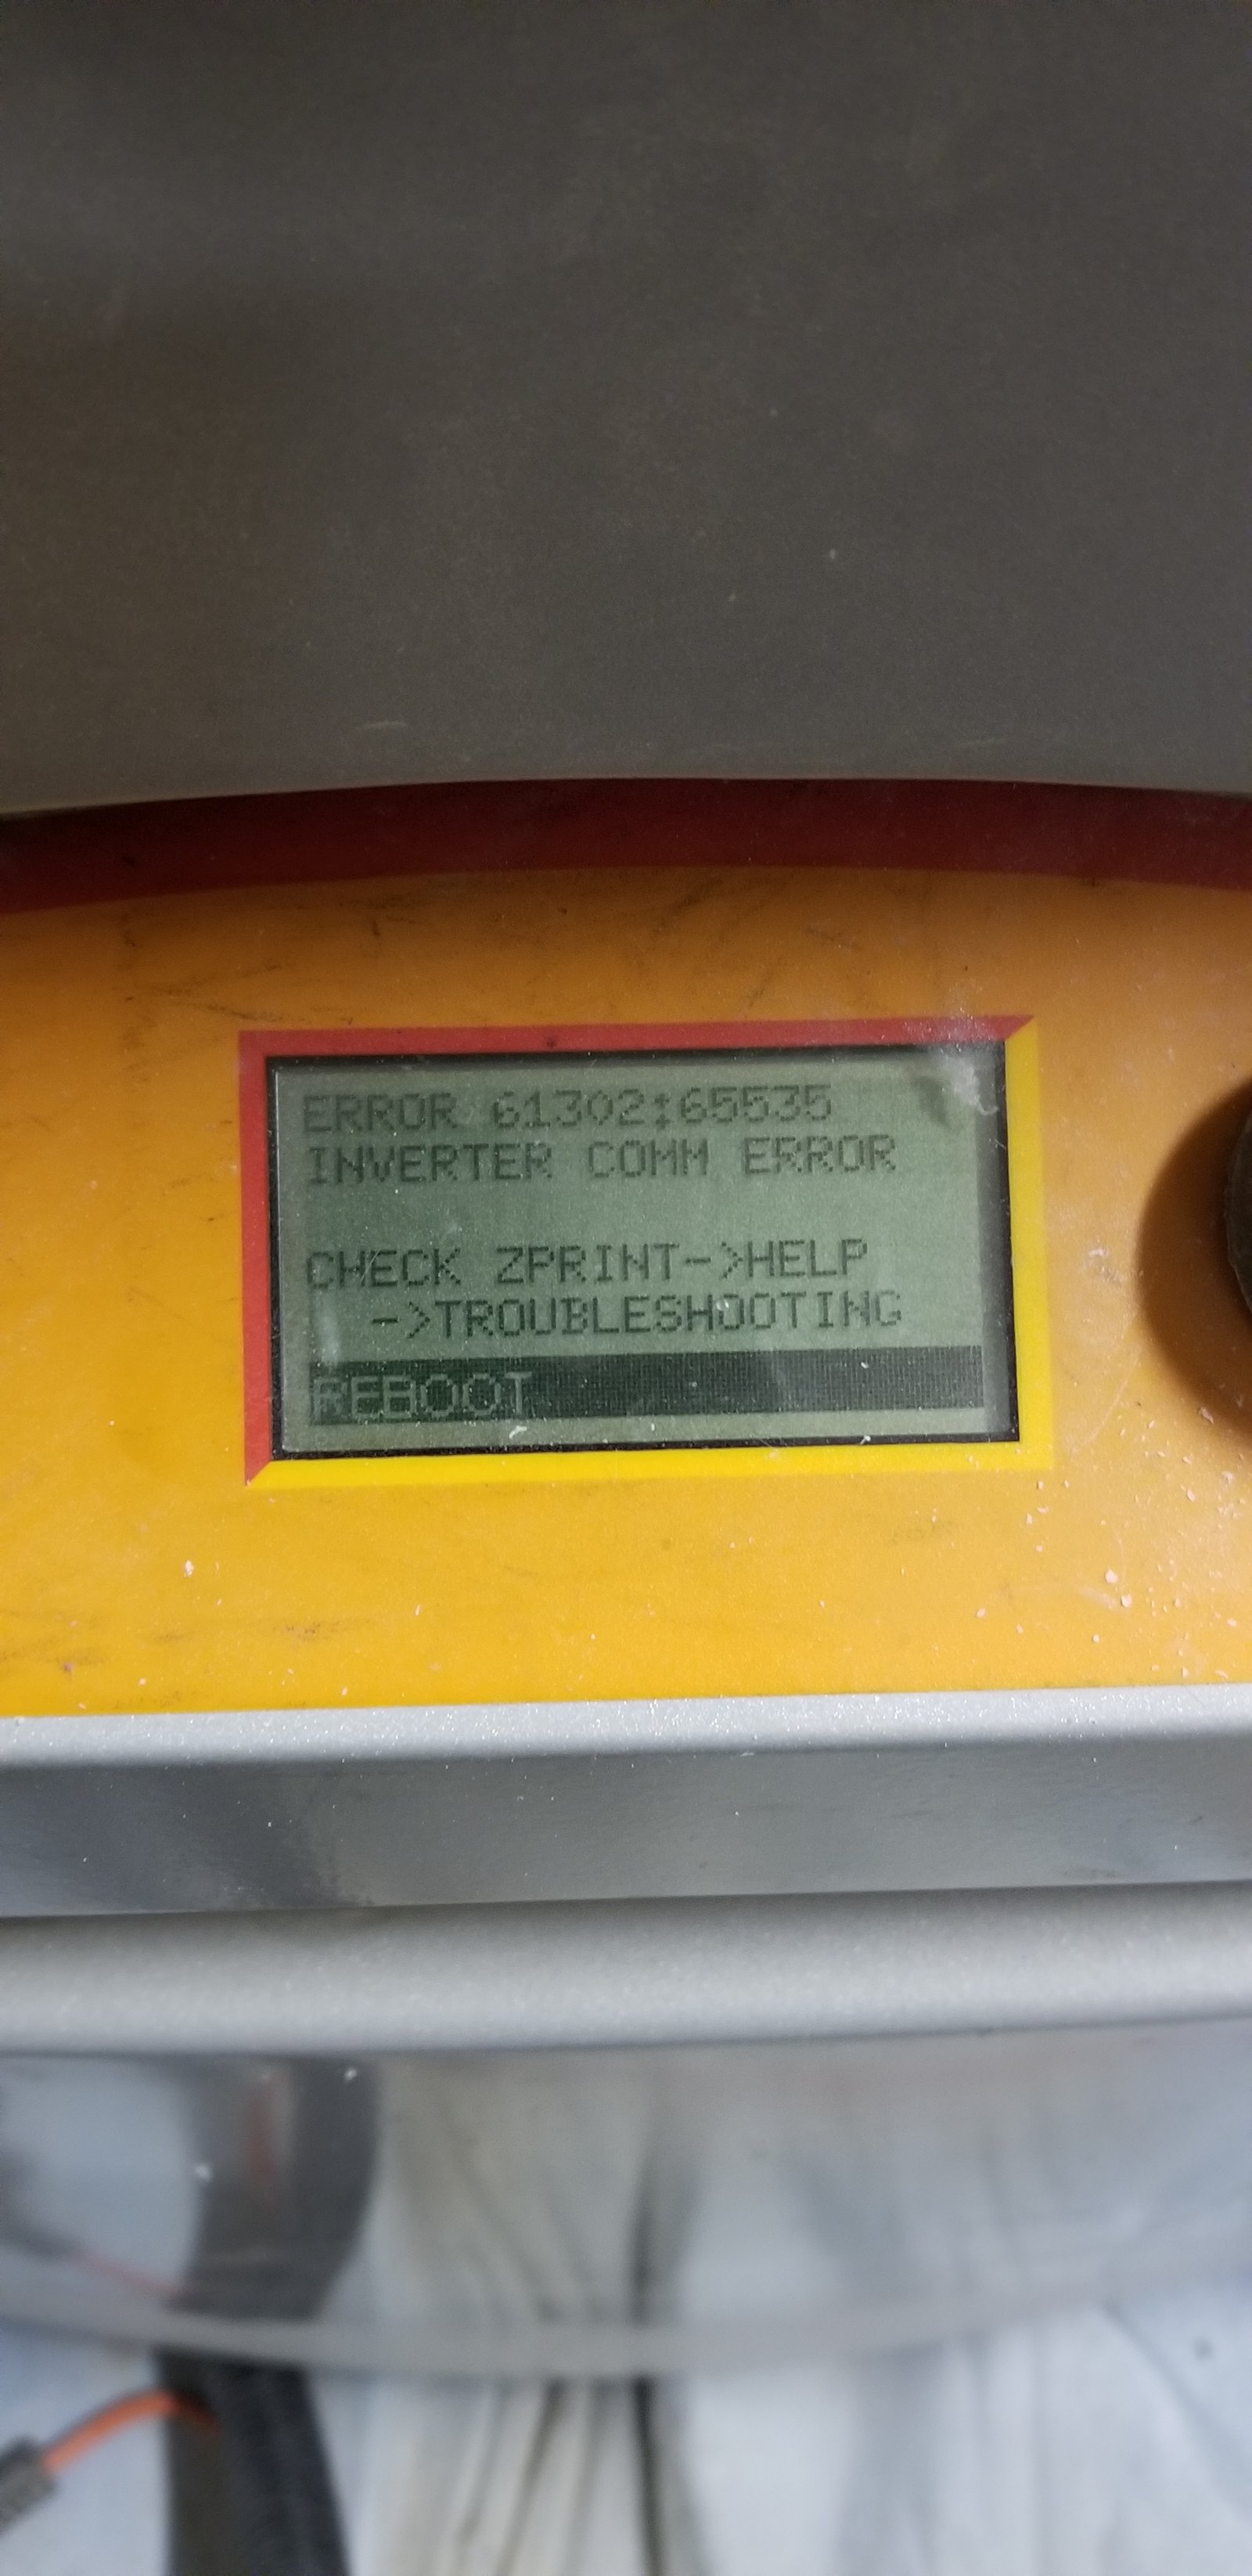 ERROR 61302:65535
INVERTER COMM ERROR
CHECK ZPRINT->HELP
->TROUBLESHOOTING
REBOOT